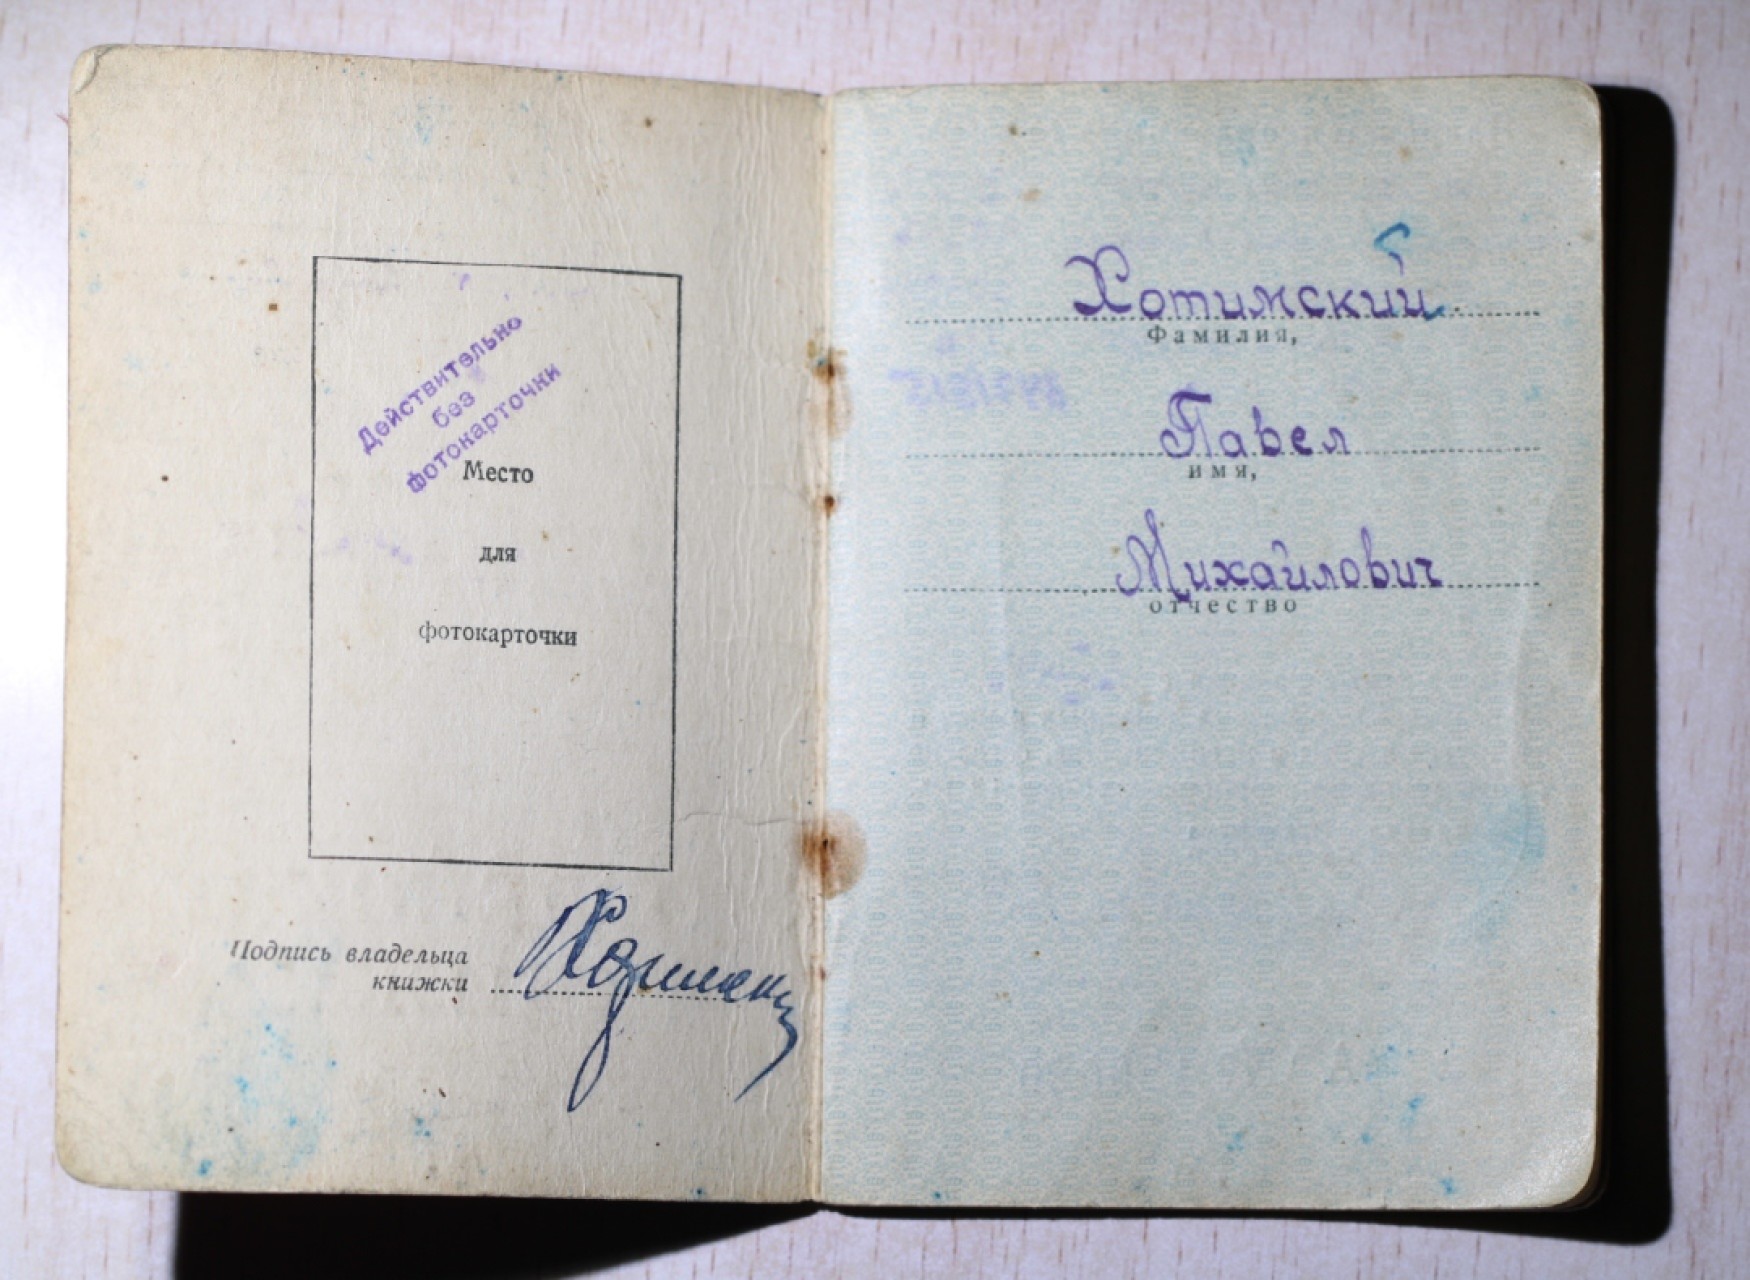 Действительно
без
фотокарточки
Место
для
фотокарточки
Подпись владельца
книжки
Хотимский
Фамилия,
Павел
имя,
Михайлович
отчество